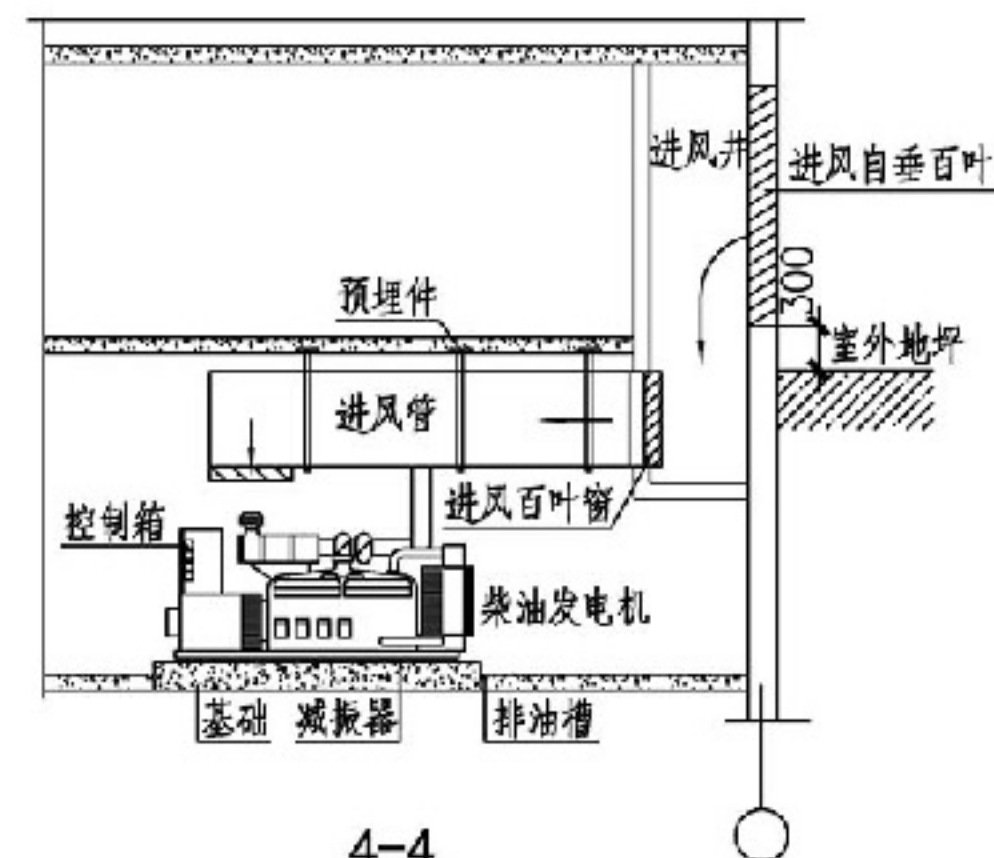 进风井
进风自垂百叶
300
预埋件
室外地坪
进风管
进风百叶窗
控制箱
柴油发电机
基础
减振器
排油槽
4-4